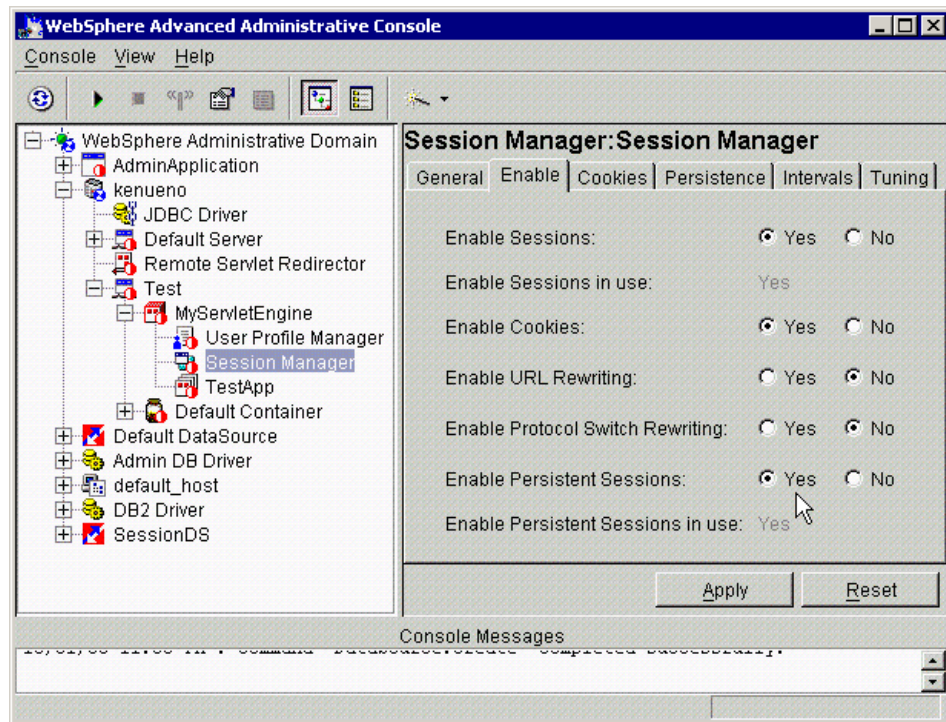 WebSphere Advanced Administrative Console
Console View Help
WebSphere Administrative Domain
AdminApplication
kenueno
JDBC Driver
Default Server
Remote Servlet Redirector
Test
MyServletEngine
User Profile Manager
Session Manager
TestApp
Default Container
Default DataSource
Admin DB Driver
default_host
DB2 Driver
SessionDS
Session Manager:Session Manager
General Enable Cookies Persistence Intervals Tuning
Enable Sessions: Yes No
Enable Sessions in use: Yes
Enable Cookies: Yes No
Enable URL Rewriting: Yes No
Enable Protocol Switch Rewriting: Yes No
Enable Persistent Sessions: Yes No
Enable Persistent Sessions in use: Yes
Apply Reset
Console Messages